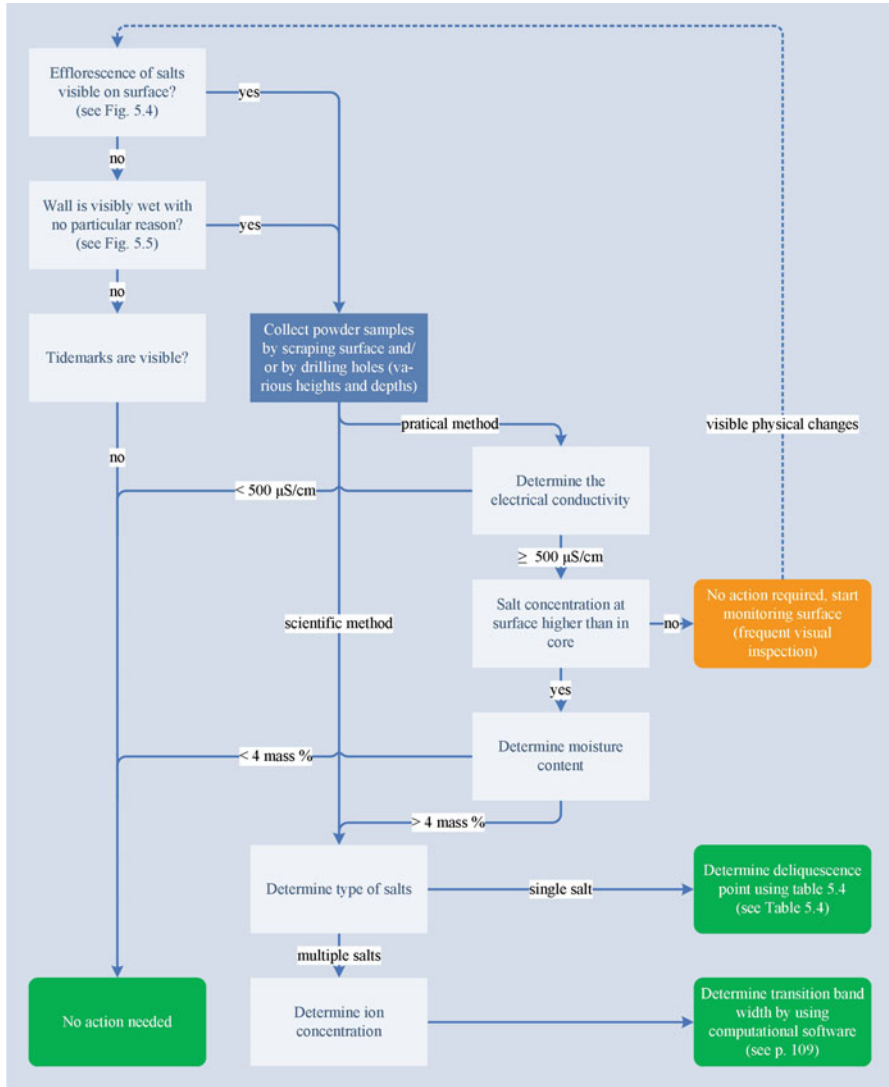 Efflorescence of salts
visible on surface?
(see Fig. 5.4)
yes
no
Wall is visibly wet with
no particular reason?
(see Fig. 5.5)
yes
no
Tidemarks are visible?
Collect powder samples
by scraping surface and/
or by drilling holes (va-
rious heights and depths)
pratical method
visible physical changes
no
Determine the
electrical conductivity
< 500 μS/cm
≥ 500 μS/cm
Salt concentration at
surface higher than in
core
no
No action required, start
monitoring surface
(frequent visual
inspection)
scientific method
yes
Determine moisture
content
< 4 mass %
> 4 mass %
Determine type of salts
single salt
Determine deliquescence
point using table 5.4
(see Table 5.4)
multiple salts
No action needed
Determine ion
concentration
Determine transition band
width by using
computational software
(see p. 109)